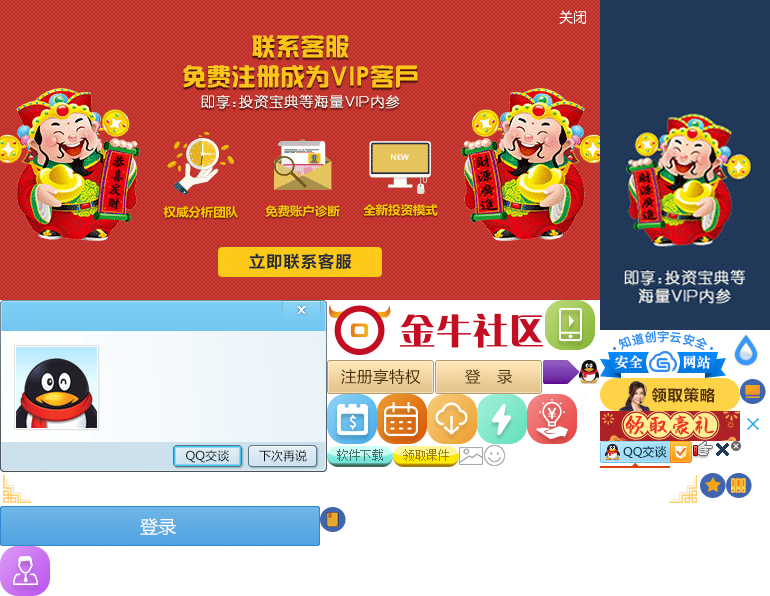 关闭
联系客服
免费注册成为VIP客戶
即享:投资宝典等海量VIP内参
恭喜发财
财源广进
NEW
权威分析团队
免费账户诊断
全新投资模式
立即联系客服
财源广进
即享:投资宝典等
海量VIP内参
x
QQ交谈
下次再说
金牛社区
注册享特权
登 录
软件下载
领取课件
知道创宇云安全
安全
网站
领取策略
领取豪礼
QQ交谈
登录